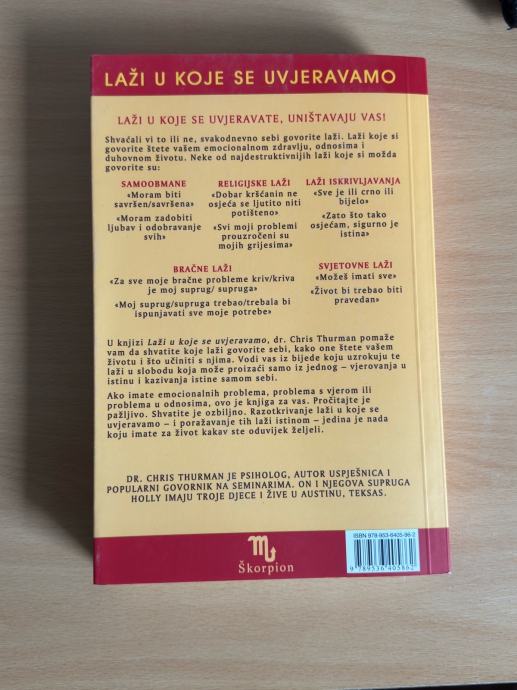 LAŽI U KOJE SE UVJERAVAMO
LAŽI U KOJE SE UVJERAVATE, UNIŠTAVAJU VAS!
Shvaćali vi to ili ne, svakodnevno sebi govorite laži. Laži koje si
govorite štete vašem emocionalnom zdravlju, odnosima i
duhovnom životu. Neke od najdestruktivnijih laži koje si možda
govorite su:
SAMOOBMANE
«Moram biti
savršen/savršena»
«Moram zadobiti
ljubav i odobravanje
svih»
RELIGIJSKE LAŽI
«Dobar kršćanin ne
osjeća se ljutito niti
potišteno»
«Svi moji problemi
prouzročeni su
mojih grijesima»
LAŽI ISKRIVLJAVANJA
«Sve je ili crno ili
bijelo»
«Zato što tako
osjećam, sigurno je
istina»
BRAČNE LAŽI
«Za sve moje bračne probleme kriv/kriva
je moj suprug/ supruga»
«Moj suprug/supruga trebao/trebala bi
ispunjavati sve moje potrebe»
SVJETOVNE LAŽI
«Možeš imati sve»
«Život bi trebao biti
pravedan»
U knjizi Laži u koje se uvjeravamo, dr. Chris Thurman pomaže
vam da shvatite koje laži govorite sebi, kako one štete vašem
životu i što učiniti s njima. Vodi vas iz bijede koju uzrokuju te
laži u slobodu koja može proizaći samo iz jednog – vjerovanja u
istinu i kazivanja istine samom sebi.
Ako imate emocionalnih problema, problema s vjerom ili
problema u odnosima, ovo je knjiga za vas. Pročitajte je
pažljivo. Shvatite je ozbiljno. Razotkrivanje laži u koje se
uvjeravamo – i poražavanje tih laži istinom – jedina je nada
koju imate za život kakav ste oduvijek željeli.
DR. CHRIS THURMAN JE PSIHOLOG, AUTOR USPJEŠNICA I
POPULARNI GOVORNIK NA SEMINARIMA. ON I NJEGOVA SUPRUGA
HOLLY IMAJU TROJE DJECE I ŽIVE U AUSTINU, TEKSAS.
Škorpion
ISBN 978-953-6405-86-2
9 789536 405862